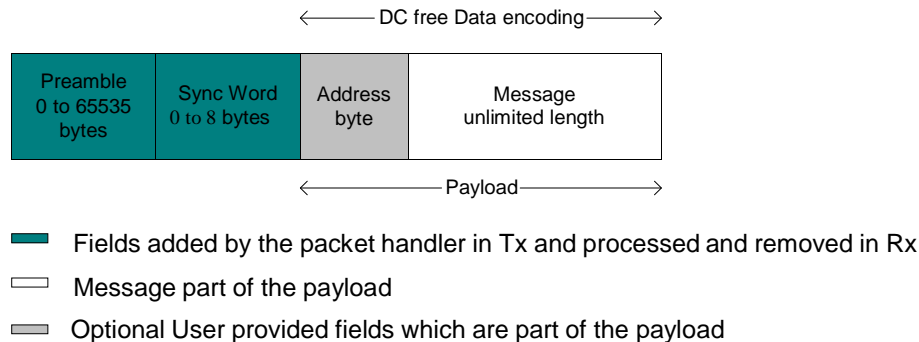 DC free Data encoding
Preamble
0 to 65535
bytes
Sync Word
0 to 8 bytes
Address
byte
Message
unlimited length
Payload
Fields added by the packet handler in Tx and processed and removed in Rx
Message part of the payload
Optional User provided fields which are part of the payload